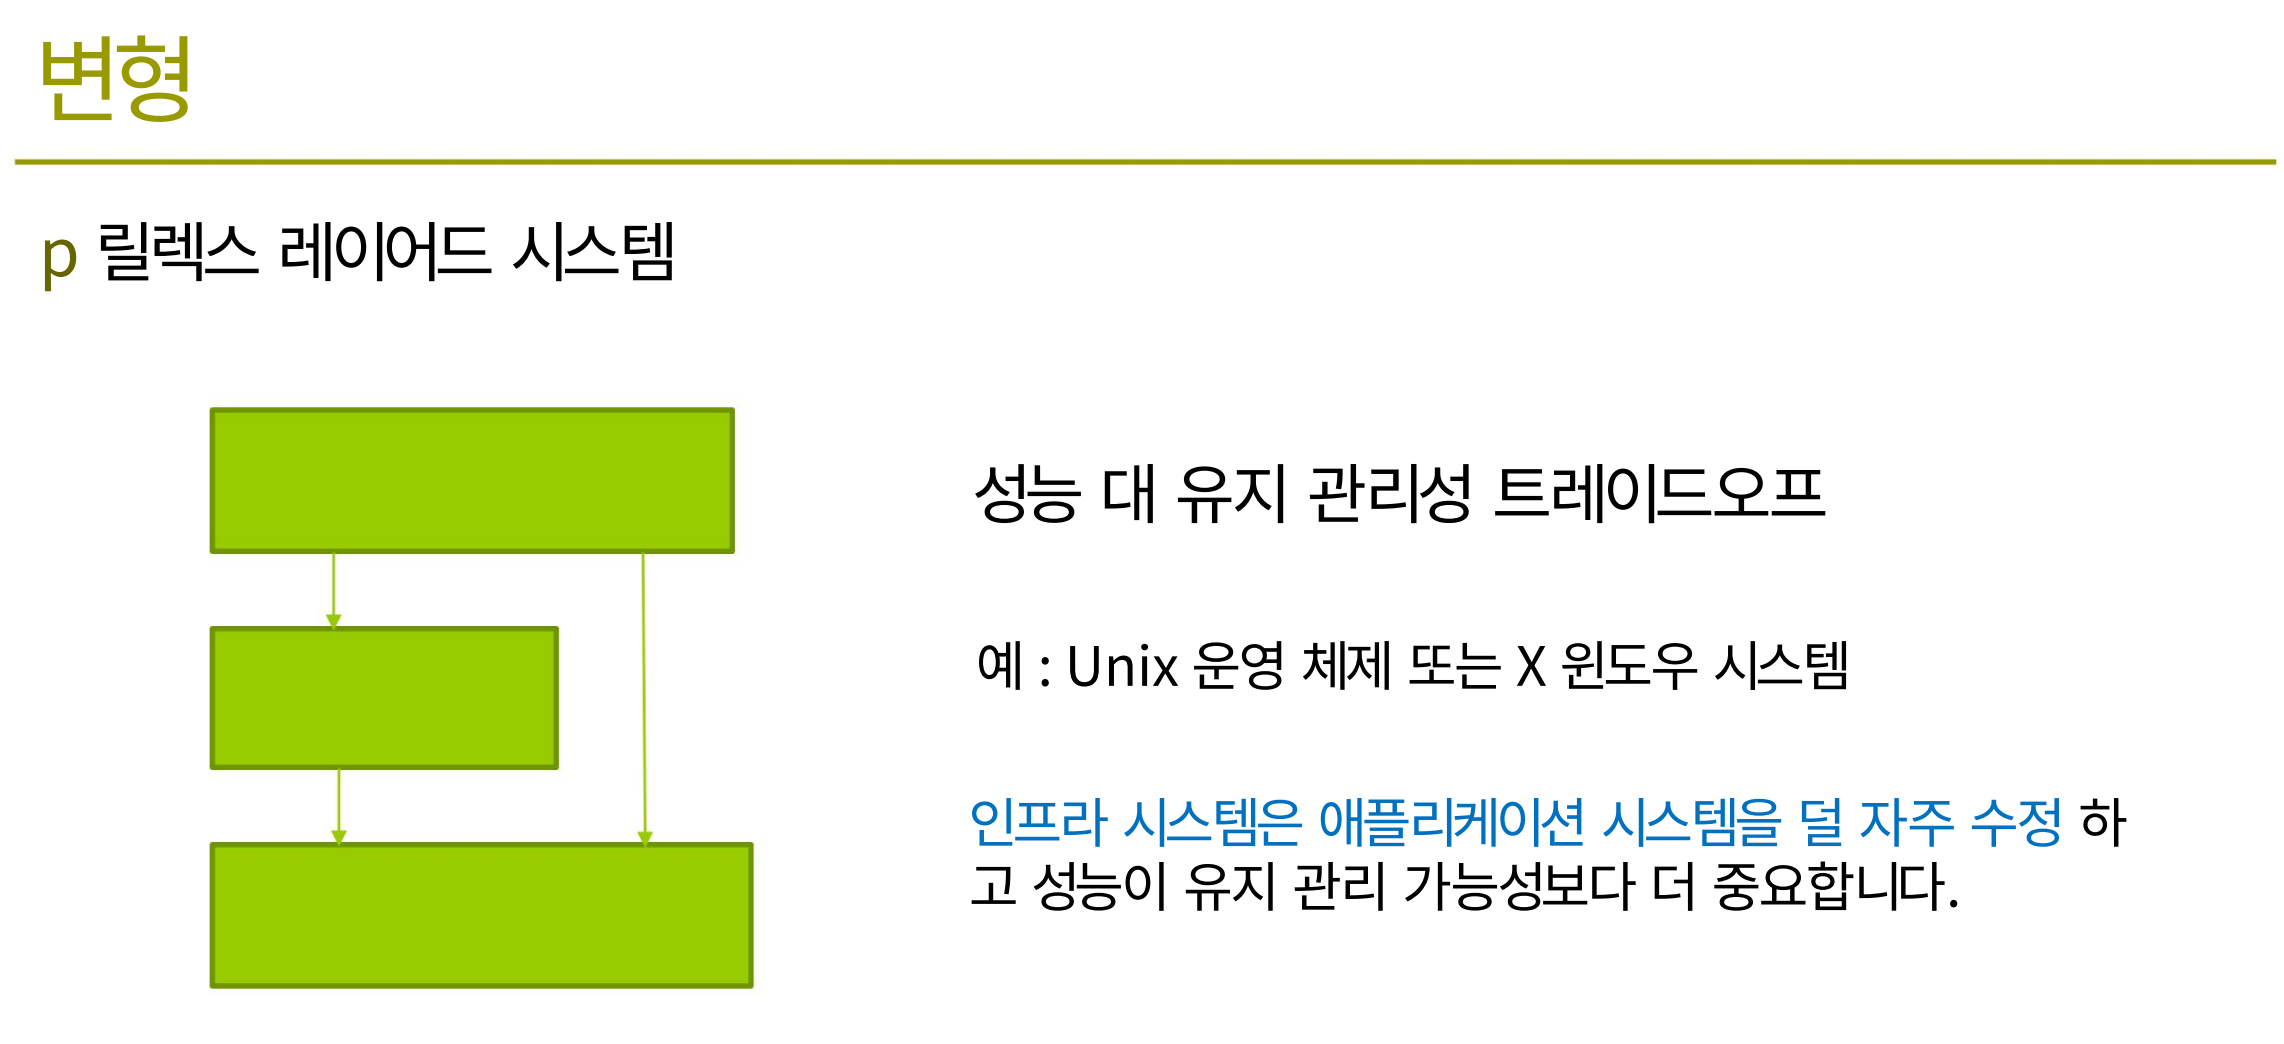 변형
p 릴렉스 레이어드 시스템
성능 대 유지 관리성 트레이드오프
예 : Unix 운영 체제 또는 X 윈도우 시스템
인프라 시스템은 애플리케이션 시스템을 덜 자주 수정 하
고 성능이 유지 관리 가능성보다 더 중요합니다.